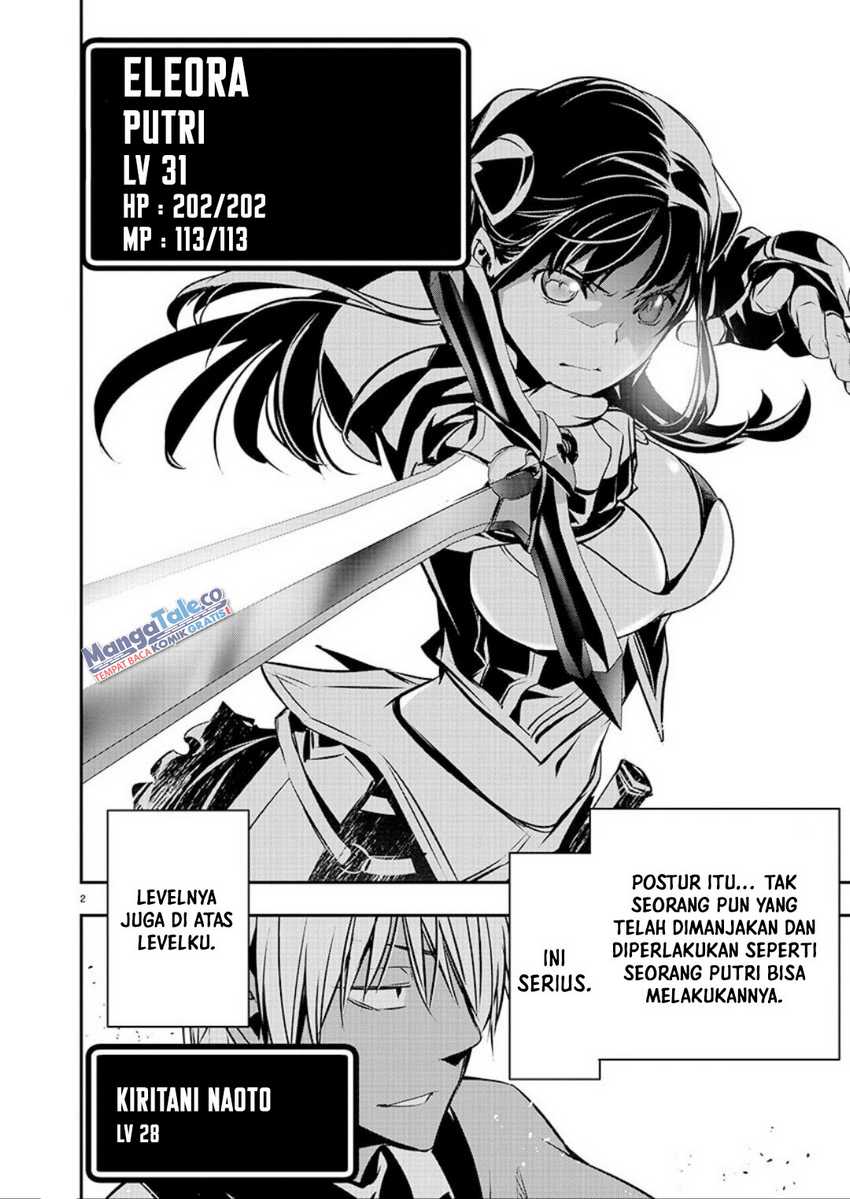 ELEORA
PUTRI
LV 31
HP : 202/202
MP : 113/113
MangaTale.co
TEMPAT BACA KOMIK GRATIS!
POSTUR ITU... TAK
SEORANG PUN YANG
TELAH DIMANJAKAN DAN
DIPERLAKUKAN SEPERTI
SEORANG PUTRI BISA
MELAKUKANNYA.
INI
SERIUS.
2
LEVELNYA
JUGA DI ATAS
LEVELKU.
KIRITANI NAOTO
LV 28